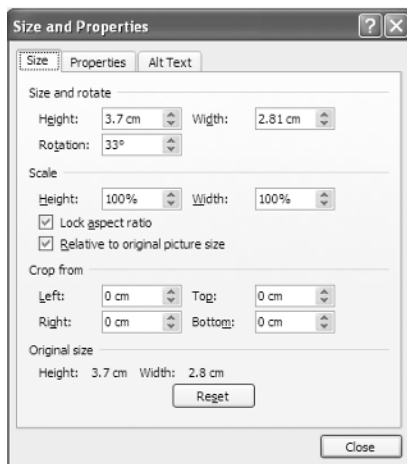 Size and Properties
Size Properties Alt Text
Size and rotate
Height: 3.7 cm Width: 2.81 cm
Rotation: 33°
Scale
Height: 100% Width: 100%
Lock aspect ratio
Relative to original picture size
Crop from
Left: 0 cm Top: 0 cm
Right: 0 cm Bottom: 0 cm
Original size
Height: 3.7 cm Width: 2.8 cm
Reset
Close